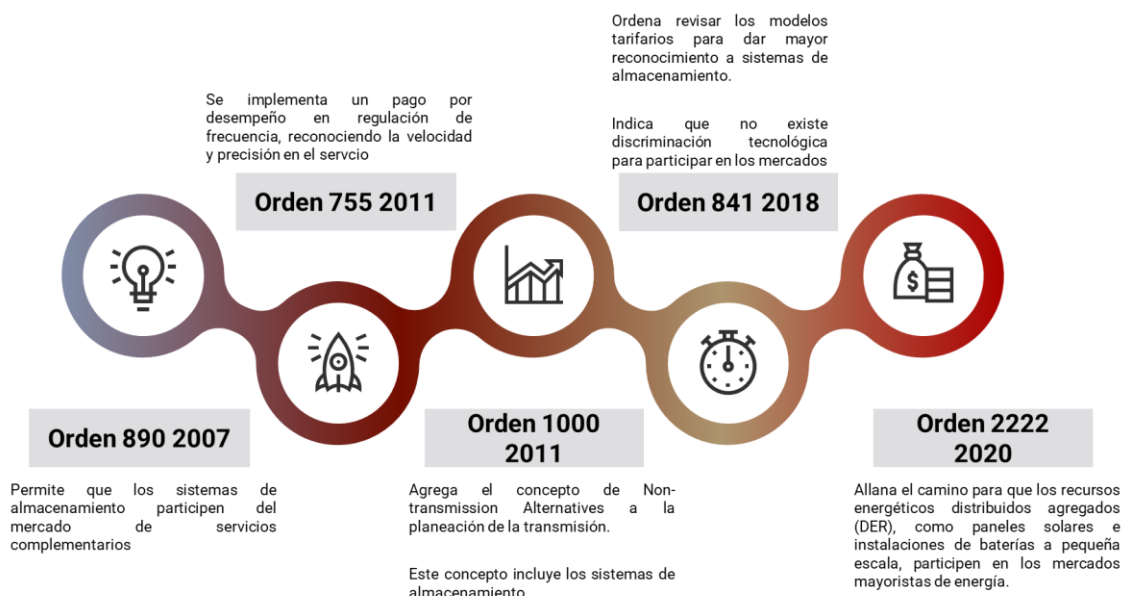 Orden 890 2007
Permite que los sistemas de
almacenamiento participen del
mercado de servicios
complementarios
Se implementa un pago por
desempeño en regulación de
frecuencia, reconociendo la velocidad
y precisión en el servcio
Orden 755 2011
Orden 1000
2011
Agrega el concepto de Non-
transmission Alternatives a la
planeación de la transmisión.
Este concepto incluye los sistemas de
almacenamiento
Ordena revisar los modelos
tarifarios para dar mayor
reconocimiento a sistemas de
almacenamiento.
Indica que no existe
discriminación tecnológica
para participar en los mercados
Orden 841 2018
Orden 2222
2020
Allana el camino para que los recursos
energéticos distribuidos agregados
(DER), como paneles solares e
instalaciones de baterías a pequeña
escala, participen en los mercados
mayoristas de energía.
$